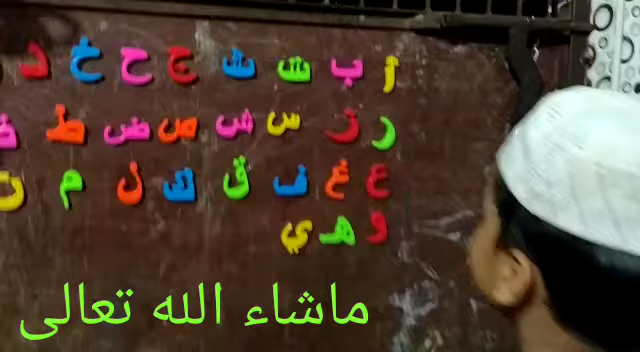 أ ب ت ث ج ح خ د
ر ز س ش ص ض ط ظ
ع غ ف ق ك ل م ن
و ه ي
ماشاء الله تعالى